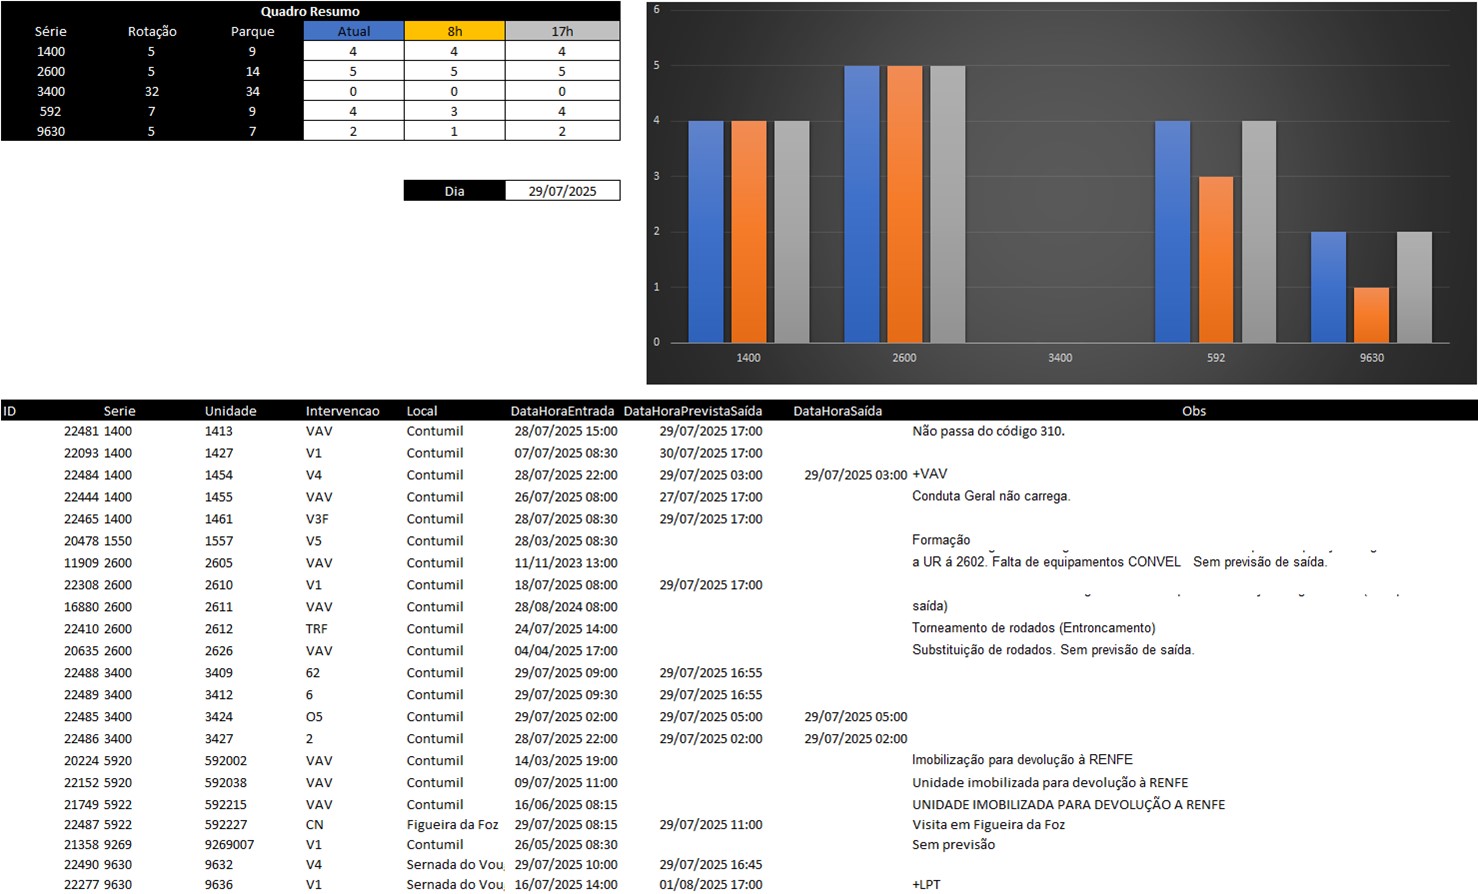 Quadro Resumo
Série Rotação Parque Atual 8h 17h
1400 5 9 4 4 4
2600 5 14 5 5 5
3400 32 34 0 0 0
592 7 9 4 3 4
9630 5 7 2 1 2
Dia 29/07/2025
6
5
4
3
2
1
0
1400 2600 3400 592 9630
ID Serie Unidade Intervencao Local DataHoraEntrada DataHoraPrevistaSaída DataHoraSaída Obs
22481 1400 1413 VAV Contumil 28/07/2025 15:00 29/07/2025 17:00 Não passa do código 310.
22093 1400 1427 V1 Contumil 07/07/2025 08:30 30/07/2025 17:00
22484 1400 1454 V4 Contumil 28/07/2025 22:00 29/07/2025 03:00 29/07/2025 03:00 +VAV
22444 1400 1455 VAV Contumil 26/07/2025 08:00 27/07/2025 17:00 Conduta Geral não carrega.
22465 1400 1461 V3F Contumil 28/07/2025 08:30 29/07/2025 17:00
20478 1550 1557 V5 Contumil 28/03/2025 08:30 Formação
11909 2600 2605 VAV Contumil 11/11/2023 13:00 a UR á 2602. Falta de equipamentos CONVEL Sem previsão de saída.
22308 2600 2610 V1 Contumil 18/07/2025 08:00 29/07/2025 17:00
16880 2600 2611 VAV Contumil 28/08/2024 08:00 saída)
22410 2600 2612 TRF Contumil 24/07/2025 14:00 Torneamento de rodados (Entroncamento)
20635 2600 2626 VAV Contumil 04/04/2025 17:00 Substituição de rodados. Sem previsão de saída.
22488 3400 3409 62 Contumil 29/07/2025 09:00 29/07/2025 16:55
22489 3400 3412 6 Contumil 29/07/2025 09:30 29/07/2025 16:55
22485 3400 3424 O5 Contumil 29/07/2025 02:00 29/07/2025 05:00 29/07/2025 05:00
22486 3400 3427 2 Contumil 28/07/2025 22:00 29/07/2025 02:00 29/07/2025 02:00
20224 5920 592002 VAV Contumil 14/03/2025 19:00 Imobilização para devolução à RENFE
22152 5920 592038 VAV Contumil 09/07/2025 11:00 Unidade imobilizada para devolução à RENFE
21749 5922 592215 VAV Contumil 16/06/2025 08:15 UNIDADE IMOBILIZADA PARA DEVOLUÇÃO A RENFE
22487 5922 592227 CN Figueira da Foz 29/07/2025 08:15 29/07/2025 11:00 Visita em Figueira da Foz
21358 9269 9269007 V1 Contumil 26/05/2025 08:30 Sem previsão
22490 9630 9632 V4 Sernada do Vou 29/07/2025 10:00 29/07/2025 16:45
22277 9630 9636 V1 Sernada do Vou 16/07/2025 14:00 01/08/2025 17:00 +LPT